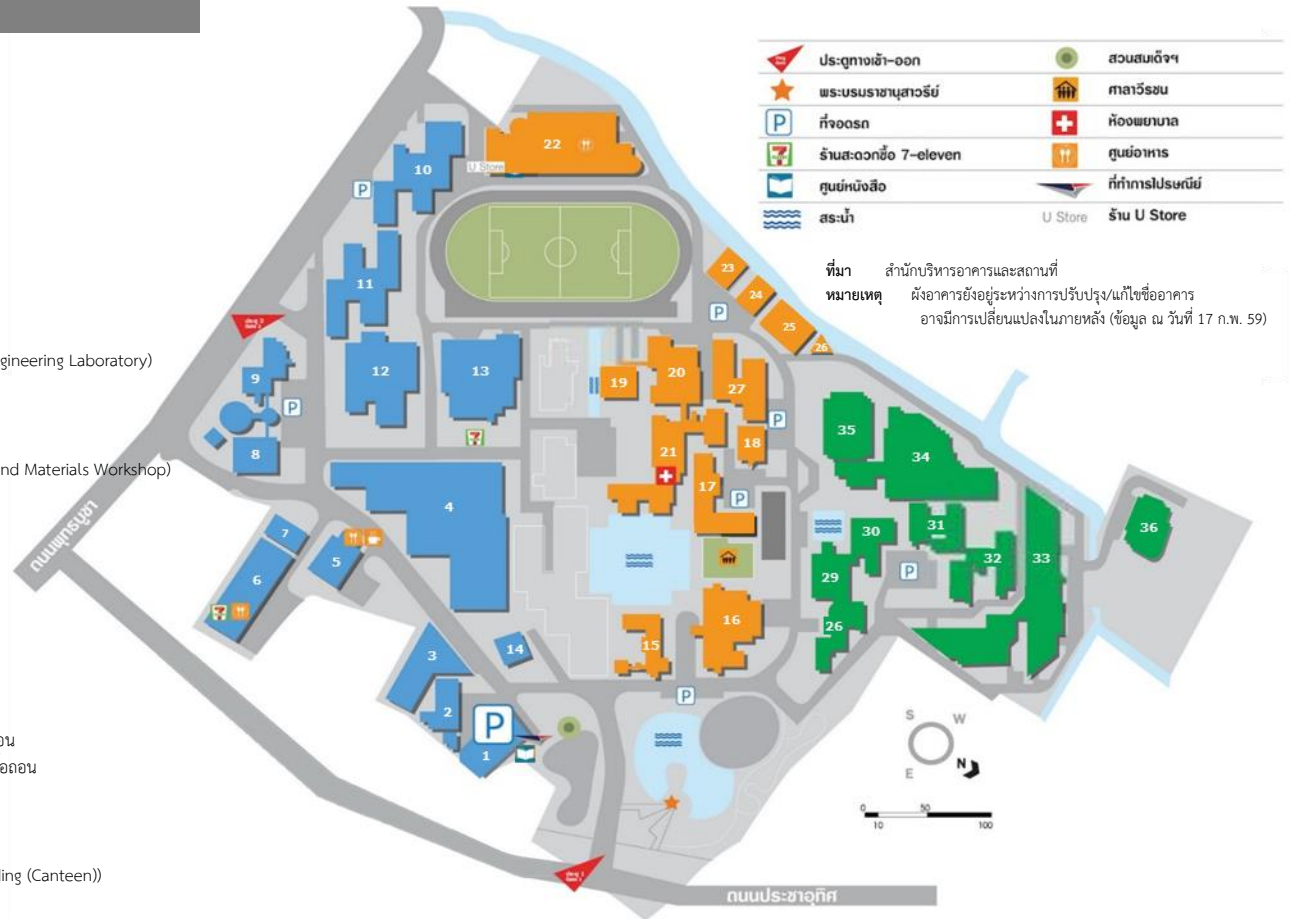 ประตูทางเข้า-ออก
สวนสมเด็จฯ
พระบรมราชานุสาวรีย์
ศาลาวีรชน
P
ที่จอดรถ
ห้องพยาบาล
7 ELEVEN
ร้านสะดวกซื้อ 7-eleven
ศูนย์อาหาร
ศูนย์หนังสือ
ที่ทำการไปรษณีย์
สระน้ำ
U Store
ร้าน U Store
ที่มา สำนักบริหารอาคารและสถานที่
หมายเหตุ ผังอาคารยังอยู่ระหว่างการปรับปรุง/แก้ไขชื่ออาคาร
อาจมีการเปลี่ยนแปลงในภายหลัง (ข้อมูล ณ วันที่ 17 ก.พ. 59)
22
10
U Store
P
11
23
24
25
26
P
gineering Laboratory)
12
13
19
20
27
9
P
P
18
35
34
8
21
17
P
nd Materials Workshop)
4
ถนนพุทธบูชา
7
5
6
30
31
32
33
36
29
P
26
16
15
14
3
2
P
P
1
อน
อถอน
S
W
E
N
0
50
10
100
ding (Canteen))
ถนนประชาอุทิศ